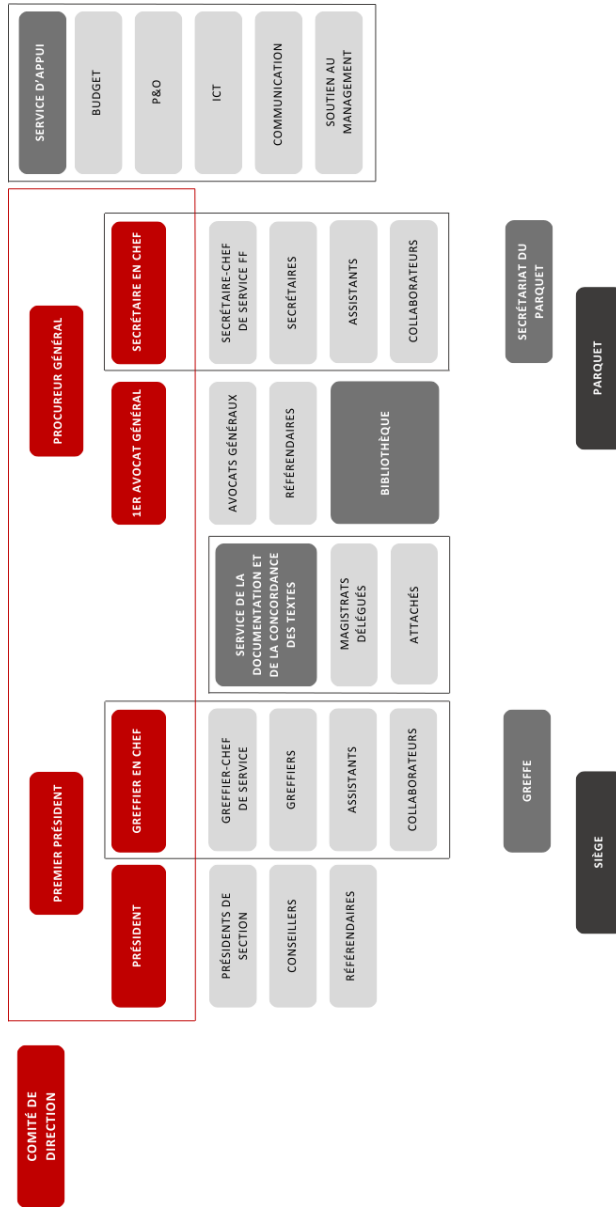 COMITÉ DE
DIRECTION
PREMIER PRÉSIDENT
PROCUREUR GÉNÉRAL
SERVICE D'APPUI
BUDGET
P&O
ICT
COMMUNICATION
SOUTIEN AU
MANAGEMENT
PRÉSIDENT
GREFFIER EN CHEF
1ER AVOCAT GÉNÉRAL
SECRÉTAIRE EN CHEF
PRÉSIDENTS DE
SECTION
CONSEILLERS
RÉFÉRENDAIRES
GREFFIER-CHEF
DE SERVICE
GREFFIERS
ASSISTANTS
COLLABORATEURS
SERVICE DE LA
DOCUMENTATION ET
DE LA CONCORDANCE
DES TEXTES
MAGISTRATS
DÉLÉGUÉS
ATTACHÉS
AVOCATS GÉNÉRAUX
RÉFÉRENDAIRES
BIBLIOTHÈQUE
SECRÉTAIRE-CHEF
DE SERVICE FF
SECRÉTAIRES
ASSISTANTS
COLLABORATEURS
GREFFE
SECRÉTARIAT DU
PARQUET
SIÈGE
PARQUET